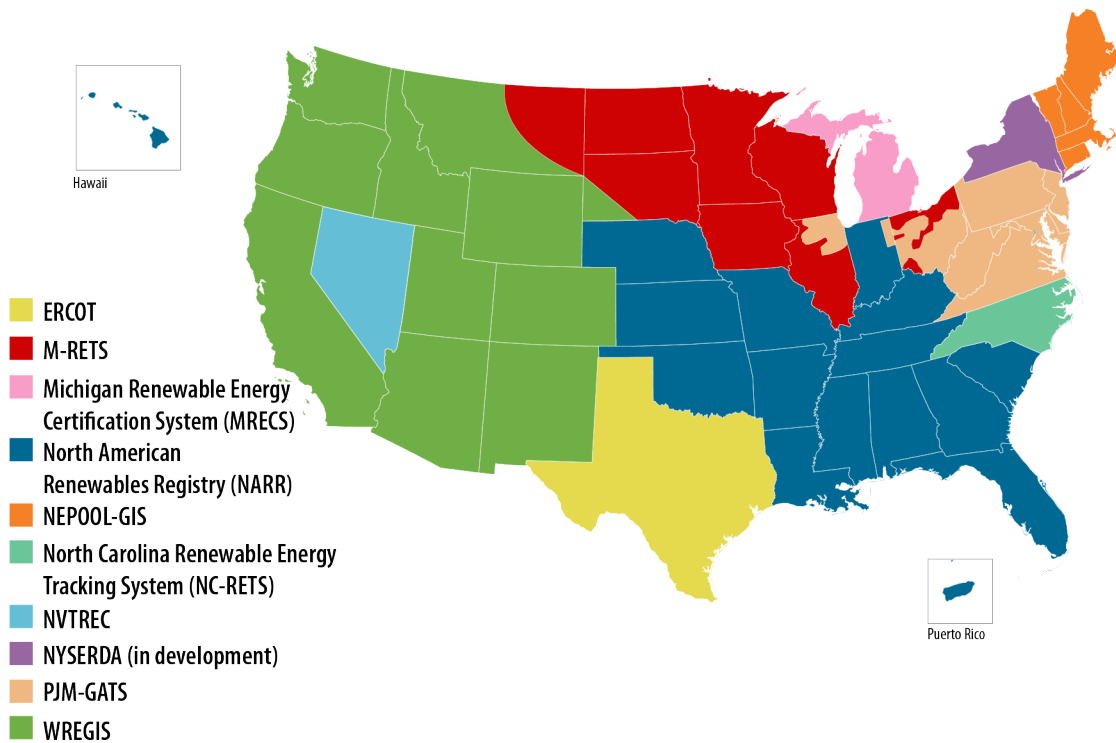 Hawaii
ERCOT
M-RETS
Michigan Renewable Energy
Certification System (MRECS)
North American
Renewables Registry (NARR)
NEPOOL-GIS
North Carolina Renewable Energy
Tracking System (NC-RETS)
NVTREC
NYSERDA (in development)
PJM-GATS
WREGIS
Puerto Rico